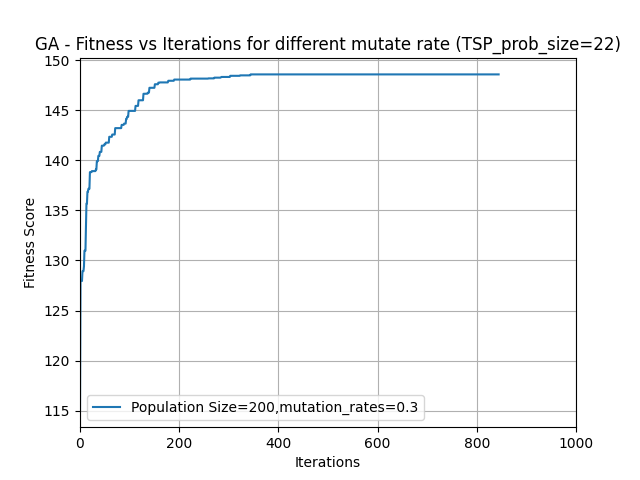 GA - Fitness vs Iterations for different mutate rate (TSP_prob_size=22)
150
145
140
135
130
125
120
115
Fitness Score
Population Size=200,mutation_rates=0.3
0 200 400 600 800 1000
Iterations